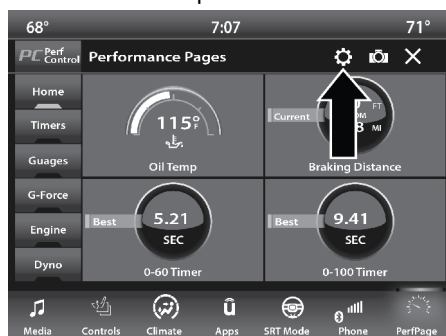 68° 7:07 71°
PC Perf Control Performance Pages
Home
Timers
Guages
G-Force
Engine
Dyno
115°F
Oil Temp
Current
FT
MI
Braking Distance
Best 5.21 SEC
0-60 Timer
Best 9.41 SEC
0-100 Timer
Media Controls Climate Apps SRT Mode Phone PerfPage